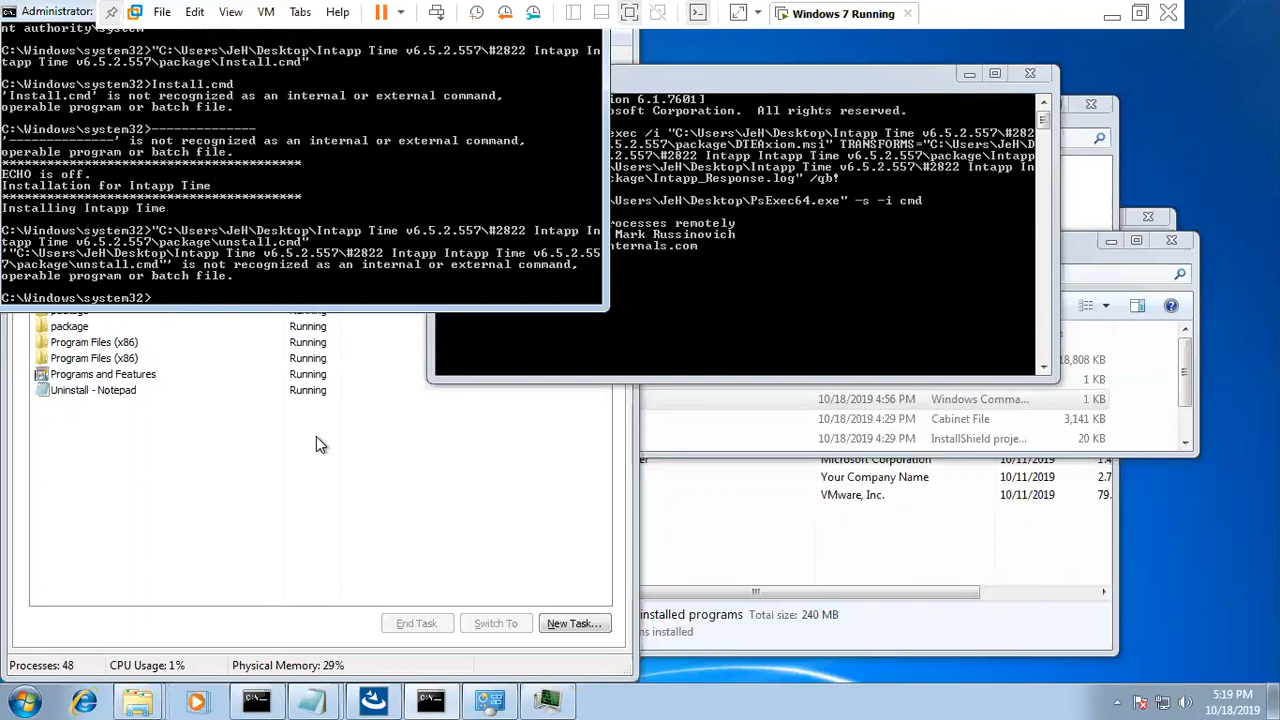 File Edit View VM Tabs Help
Windows 7 Running
Administrator:
nt authority\system
C:\Windows\system32>"C:\Users\JeH\Desktop\Intapp Time v6.5.2.557\#2822 Intapp In
tapp Time v6.5.2.557\package\Install.cmd"
C:\Windows\system32>Install.cmd
'Install.cmd' is not recognized as an internal or external command,
operable program or batch file.
C:\Windows\system32>--------------
'--------------' is not recognized as an internal or external command,
operable program or batch file.
****************************************
ECHO is off.
Installation for Intapp Time
****************************************
Installing Intapp Time
C:\Windows\system32>"C:\Users\JeH\Desktop\Intapp Time v6.5.2.557\#2822 Intapp In
tapp Time v6.5.2.557\package\unstall.cmd"
'"C:\Users\JeH\Desktop\Intapp Time v6.5.2.557\#2822 Intapp Intapp Time v6.5.2.55
7\package\unstall.cmd"' is not recognized as an internal or external command,
operable program or batch file.
C:\Windows\system32>
ion 6.1.7601]
osoft Corporation.  All rights reserved.
exec /i "C:\Users\JeH\Desktop\Intapp Time v6.5.2.557\#282
.5.2.557\package\DTEAxiom.msi" TRANSFORMS="C:\Users\JeH\D
.2.557\#2822 Intapp Intapp Time v6.5.2.557\package\Intapp
Users\JeH\Desktop\Intapp Time v6.5.2.557\#2822 Intapp In
ckage\Intapp_Response.log" /qb!
Users\JeH\Desktop\PsExec64.exe" -s -i cmd
rocesses remotely
Mark Russinovich
nternals.com
package Running
Program Files (x86) Running
Program Files (x86) Running
Programs and Features Running
Uninstall - Notepad Running
18,808 KB
1 KB
10/18/2019 4:56 PM Windows Comma... 1 KB
10/18/2019 4:29 PM Cabinet File 3,141 KB
10/18/2019 4:29 PM InstallShield proje... 20 KB
Microsoft Corporation 10/11/2019 1.4
Your Company Name 10/11/2019 2.7
VMware, Inc. 10/11/2019 79.
installed programs Total size: 240 MB
ns installed
End Task Switch To New Task...
Processes: 48 CPU Usage: 1% Physical Memory: 29%
5:19 PM
10/18/2019